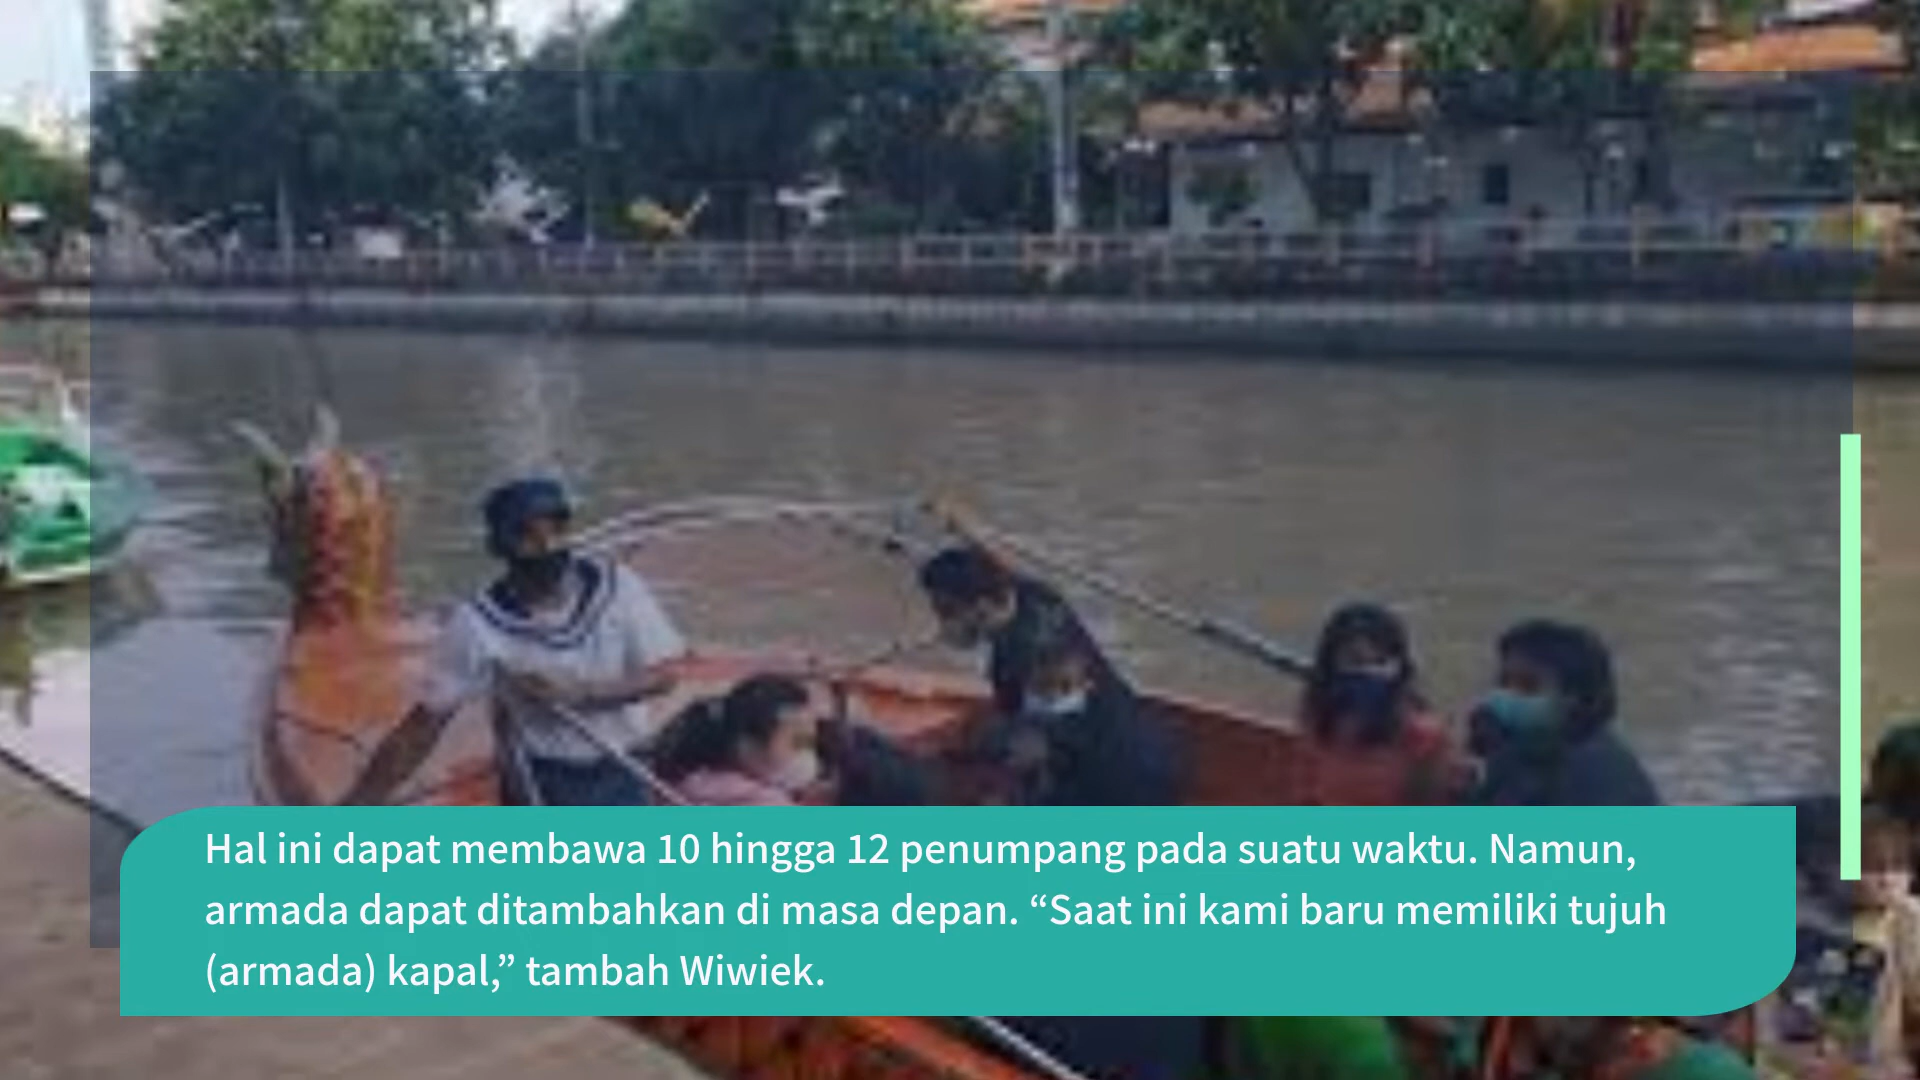 Hal ini dapat membawa 10 hingga 12 penumpang pada suatu waktu. Namun,
armada dapat ditambahkan di masa depan. “Saat ini kami baru memiliki tujuh
(armada) kapal,” tambah Wiwiek.